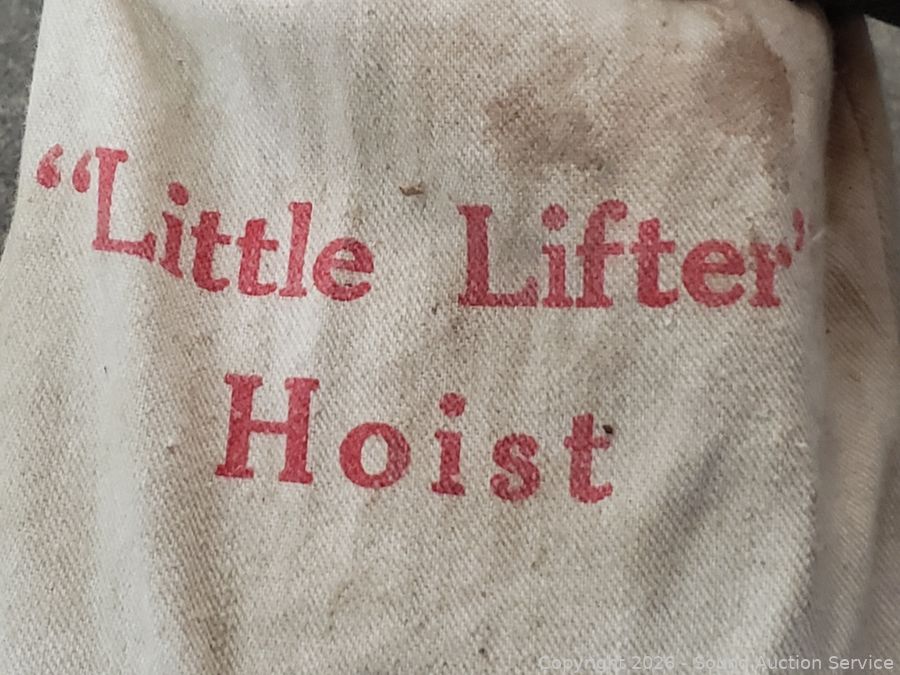 “Little Lifter”
Hoist
Copyright 2026 - Sound Auction Service